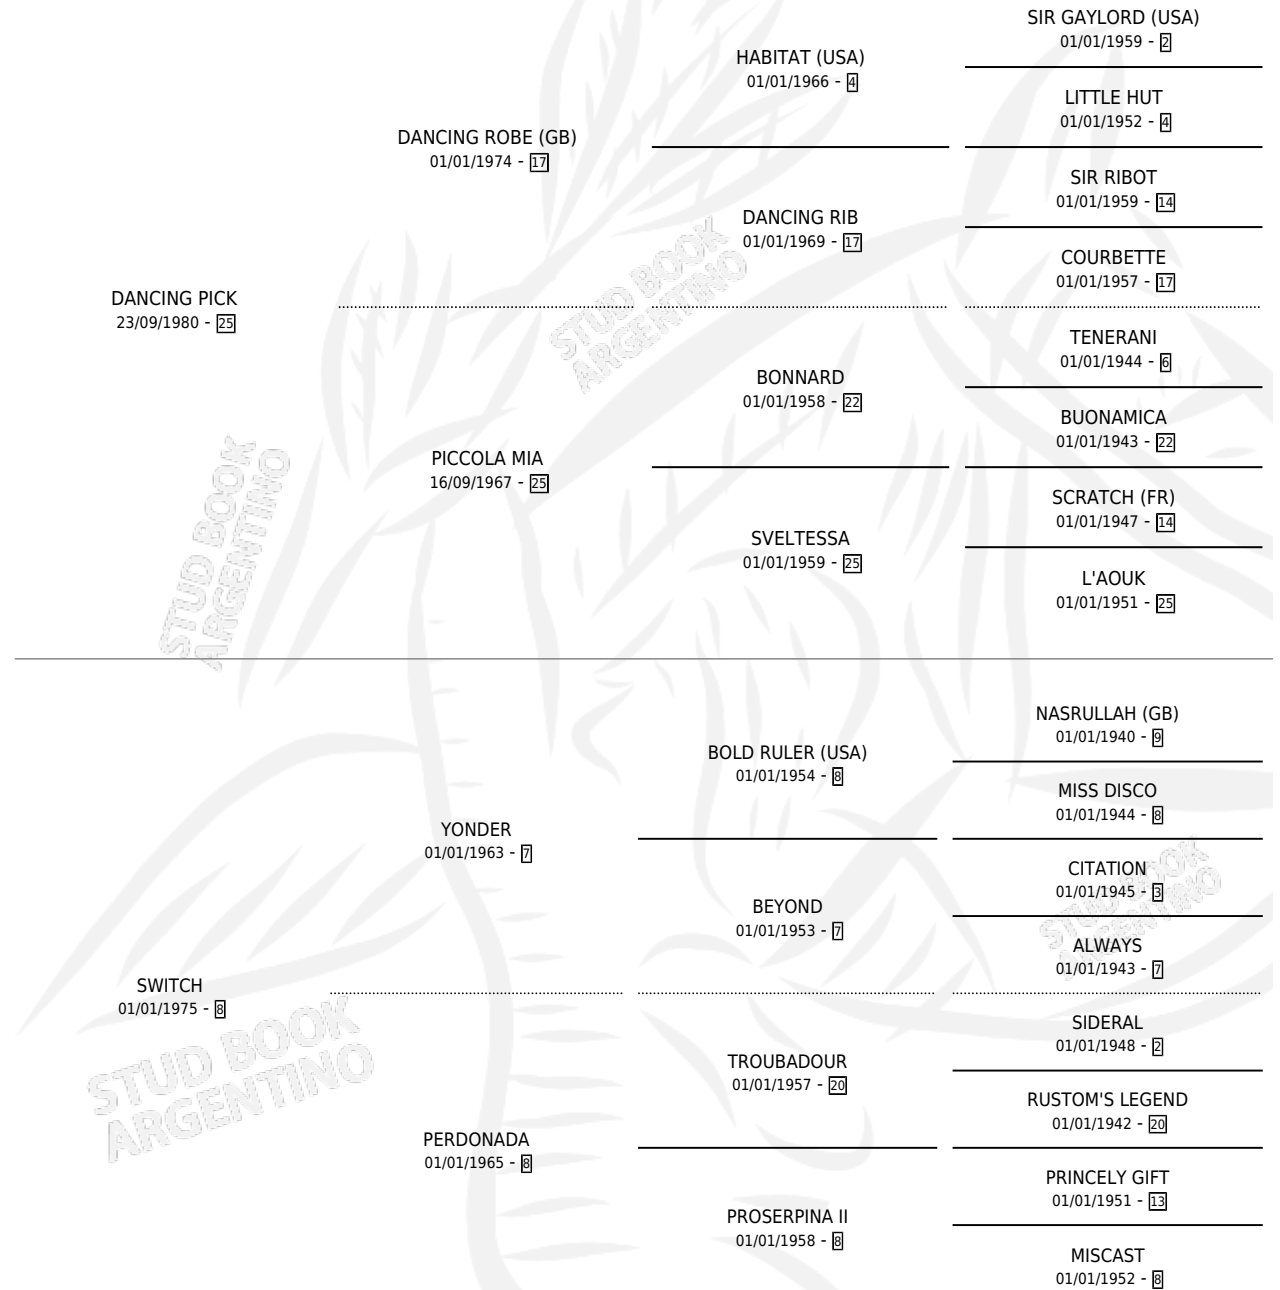 SIR GAYLORD (USA)
01/01/1959 - 2
HABITAT (USA)
01/01/1966 - 4
LITTLE HUT
01/01/1952 - 4
DANCING ROBE (GB)
01/01/1974 - 17
SIR RIBOT
01/01/1959 - 14
DANCING RIB
01/01/1969 - 17
COURBETTE
01/01/1957 - 17
DANCING PICK
23/09/1980 - 25
STUD BOOK
ARGENTINO
TENERANI
01/01/1944 - 6
BONNARD
01/01/1958 - 22
BUONAMICA
01/01/1943 - 22
PICCOLA MIA
16/09/1967 - 25
SCRATCH (FR)
01/01/1947 - 14
SVELTESSA
01/01/1959 - 25
L'AOUK
01/01/1951 - 25
STUD BOOK
ARGENTINO
NASRULLAH (GB)
01/01/1940 - 9
BOLD RULER (USA)
01/01/1954 - 8
MISS DISCO
01/01/1944 - 8
YONDER
01/01/1963 - 7
CITATION
01/01/1945 - 3
BEYOND
01/01/1953 - 7
STUD BOOK
ARGENTINO
ALWAYS
01/01/1943 - 7
SWITCH
01/01/1975 - 8
SIDERAL
01/01/1948 - 2
STUD BOOK
ARGENTINO
TROUBADOUR
01/01/1957 - 20
RUSTOM'S LEGEND
01/01/1942 - 20
PERDONADA
01/01/1965 - 8
PRINCELY GIFT
01/01/1951 - 13
PROSERPINA II
01/01/1958 - 8
MISCAST
01/01/1952 - 8